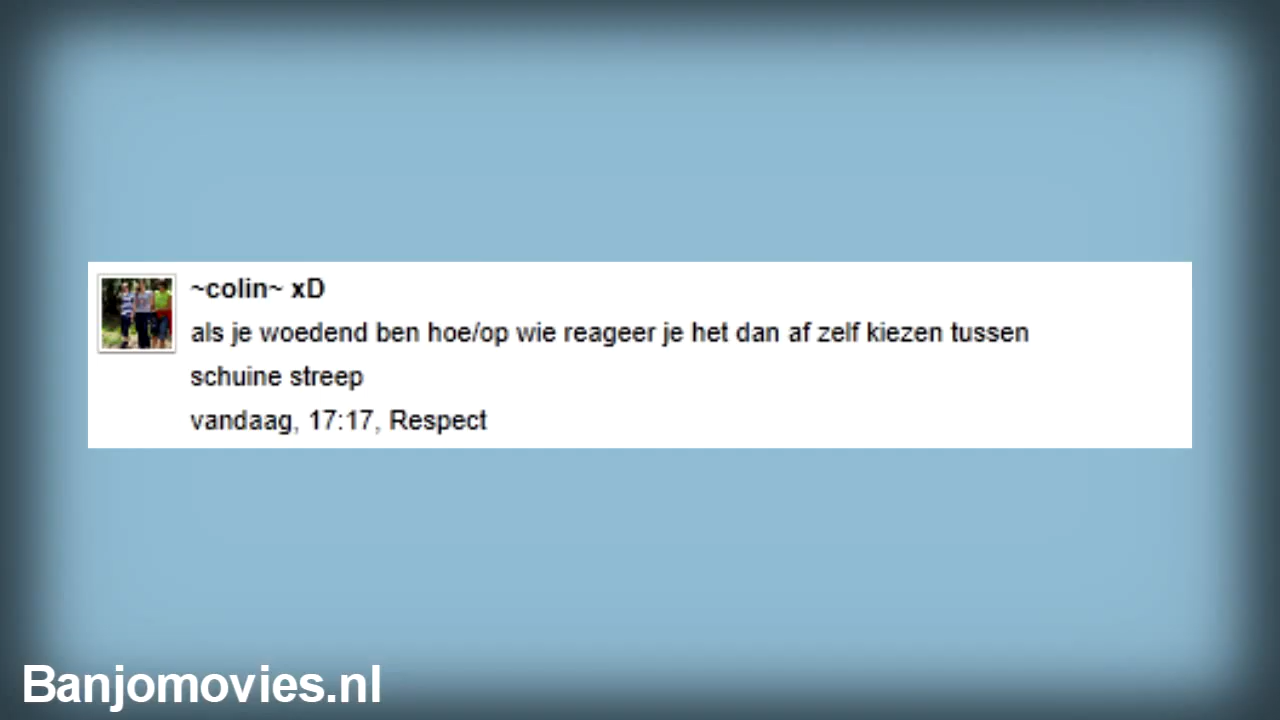 ~colin~ xD
als je woedend ben hoe/op wie reageer je het dan af zelf kiezen tussen
schuine streep
vandaag, 17:17, Respect
Banjomovies.nl